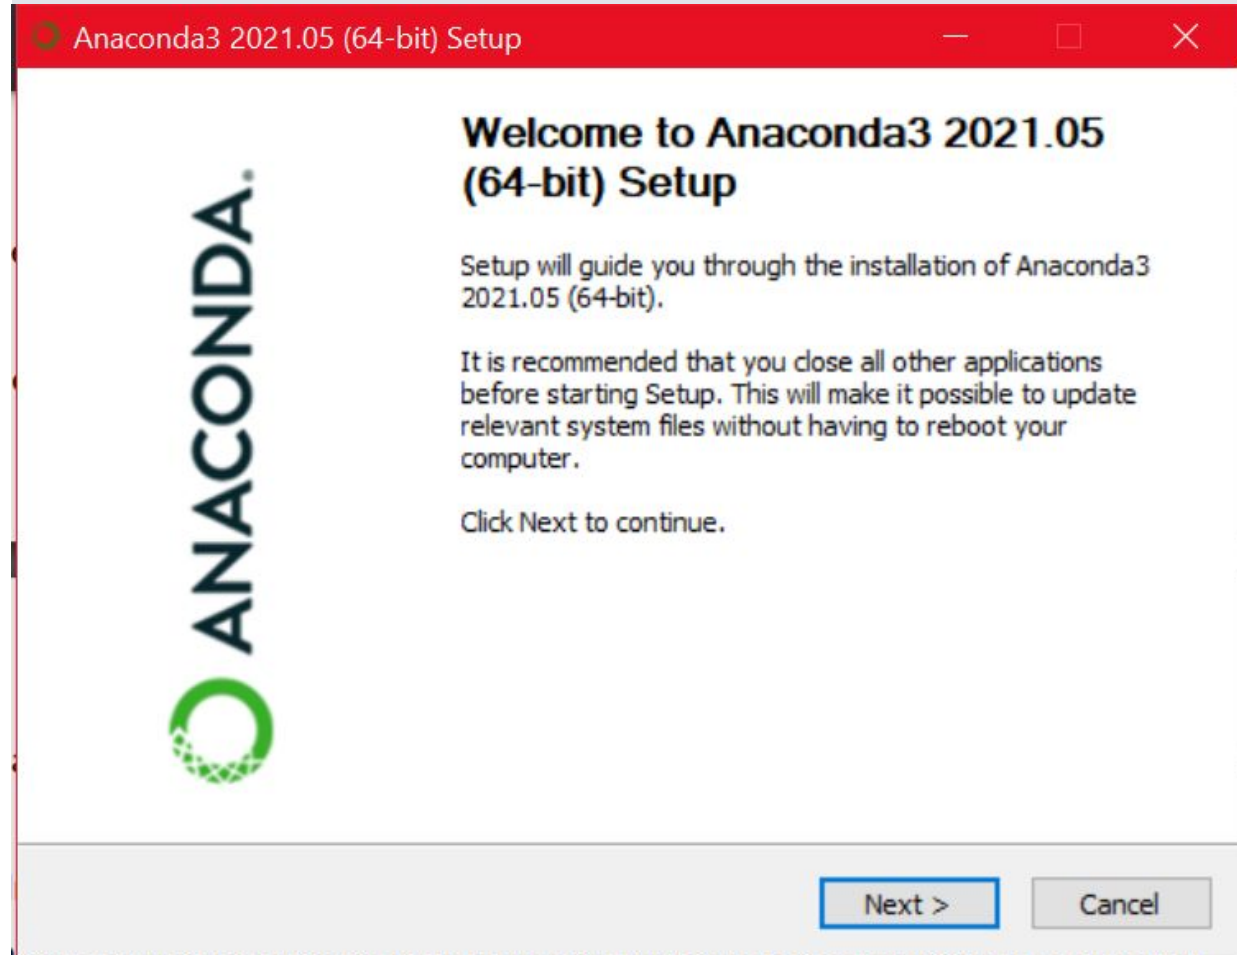 Anaconda3 2021.05 (64-bit) Setup
ANACONDA.
Welcome to Anaconda3 2021.05
(64-bit) Setup
Setup will guide you through the installation of Anaconda3
2021.05 (64-bit).
It is recommended that you close all other applications
before starting Setup. This will make it possible to update
relevant system files without having to reboot your
computer.
Click Next to continue.
Next >
Cancel